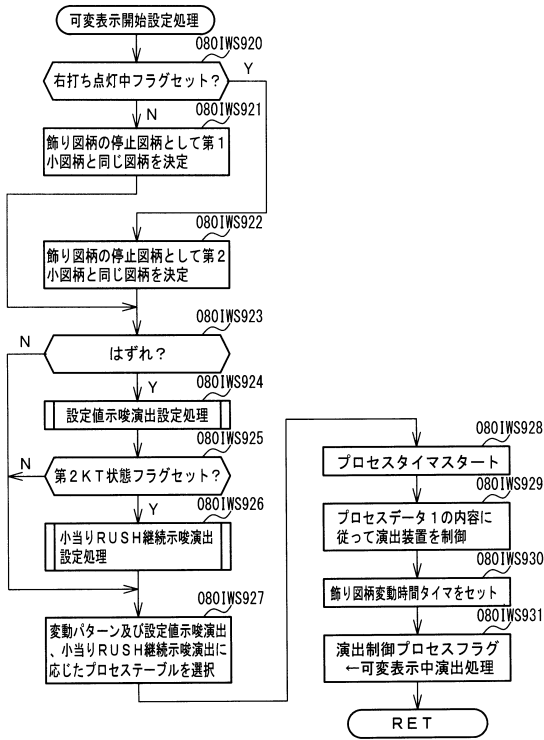 可変表示開始設定処理
080IWS920
右打ち点灯中フラグセット?
Y
N
080IWS921
飾り図柄の停止図柄として第1
小図柄と同じ図柄を決定
080IWS922
飾り図柄の停止図柄として第2
小図柄と同じ図柄を決定
080IWS923
はずれ?
N
Y
080IWS924
設定値示唆演出設定処理
080IWS925
第2KT状態フラグセット?
N
Y
080IWS926
小当りRUSH継続示唆演出
設定処理
080IWS927
変動パターン及び設定値示唆演出
、小当りRUSH継続示唆演出に
応じたプロセステーブルを選択
080IWS928
プロセスタイマスタート
080IWS929
プロセスデータ1の内容に
従って演出装置を制御
080IWS930
飾り図柄変動時間タイマをセット
080IWS931
演出制御プロセスフラグ
←可変表示中演出処理
RET